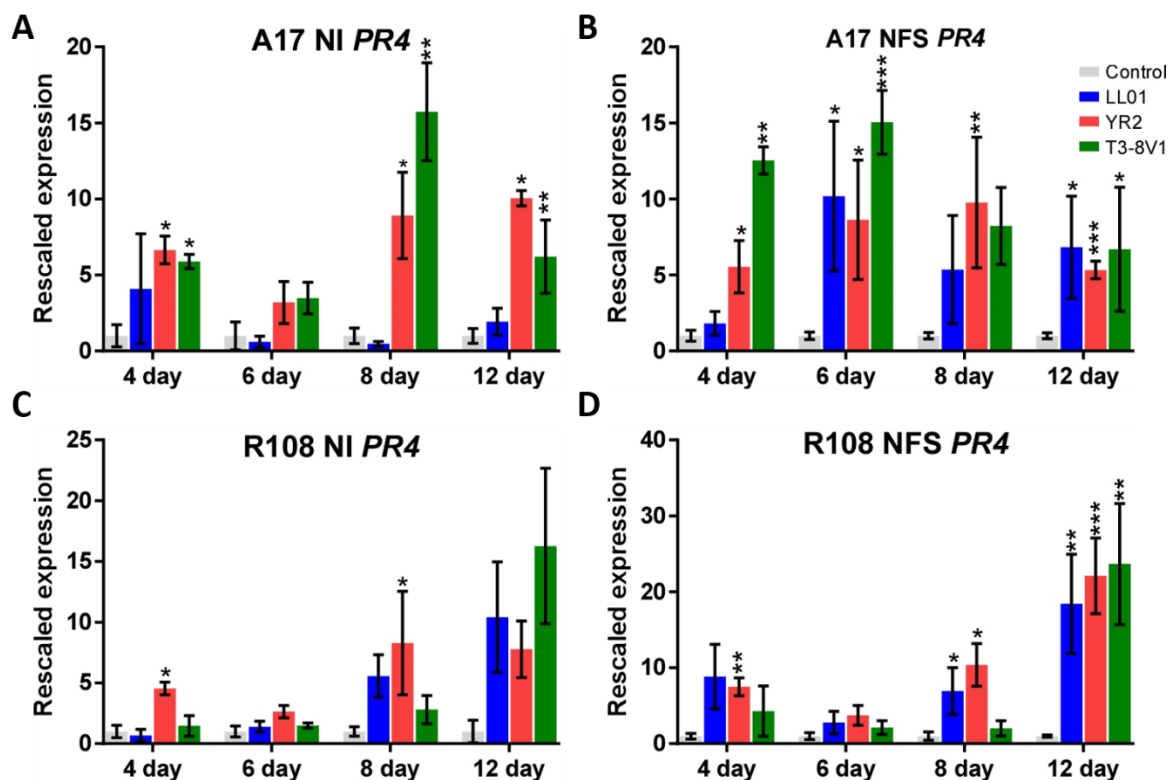 A
A17 NI PR4
Rescaled expression
20
15
10
5
0
* * * ** * **
4 day 6 day 8 day 12 day
B
A17 NFS PR4
Control
LL01
YR2
T3-8V1
Rescaled expression
20
15
10
5
0
* ** * * *** ** * *** *
4 day 6 day 8 day 12 day
C
R108 NI PR4
Rescaled expression
25
20
15
10
5
0
* *
4 day 6 day 8 day 12 day
D
R108 NFS PR4
Rescaled expression
40
30
20
10
0
** * * ** *** **
4 day 6 day 8 day 12 day